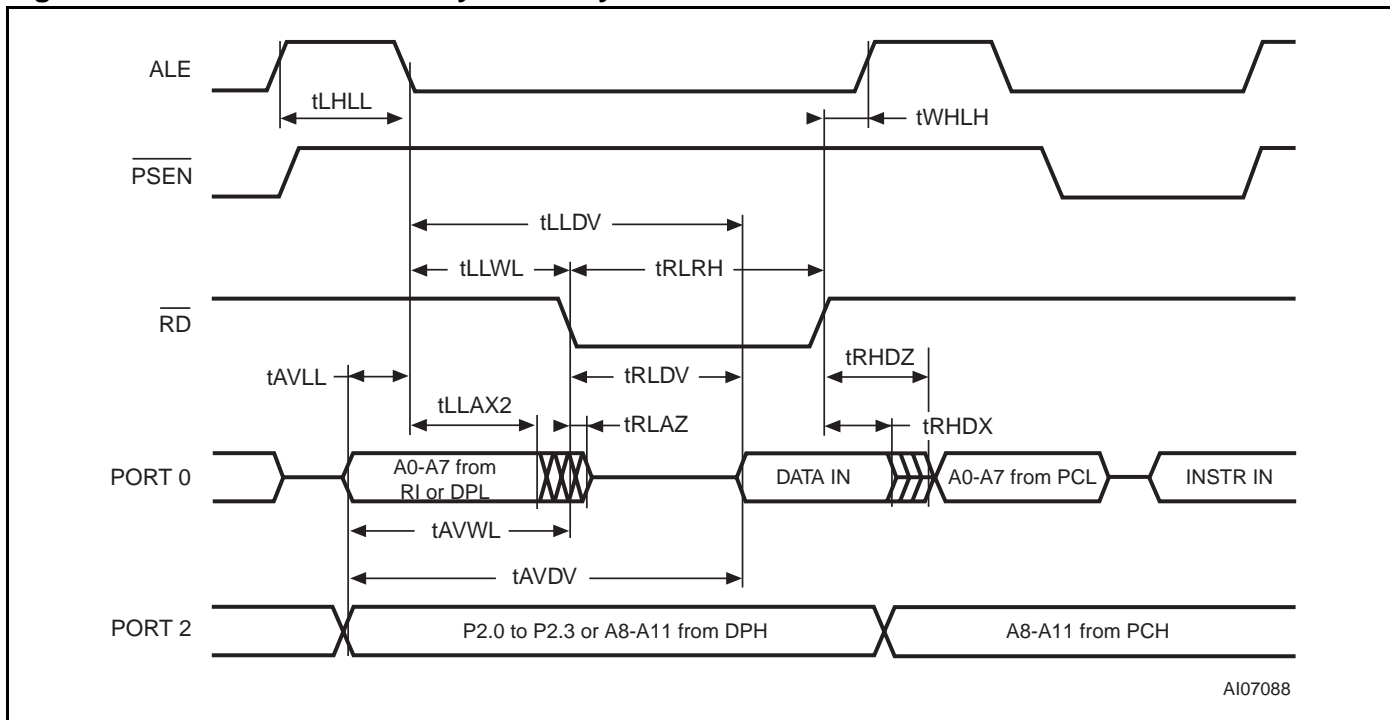 ALE
tLHLL
tWHLH
PSEN
tLLDV
tLLWL
tRLRH
RD
tRHDZ
tAVLL
tRLDV
tLLAX2
tRLAZ
tRHDX
PORT 0
A0-A7 from
RI or DPL
DATA IN
A0-A7 from PCL
INSTR IN
tAVWL
tAVDV
PORT 2
P2.0 to P2.3 or A8-A11 from DPH
A8-A11 from PCH
AI07088